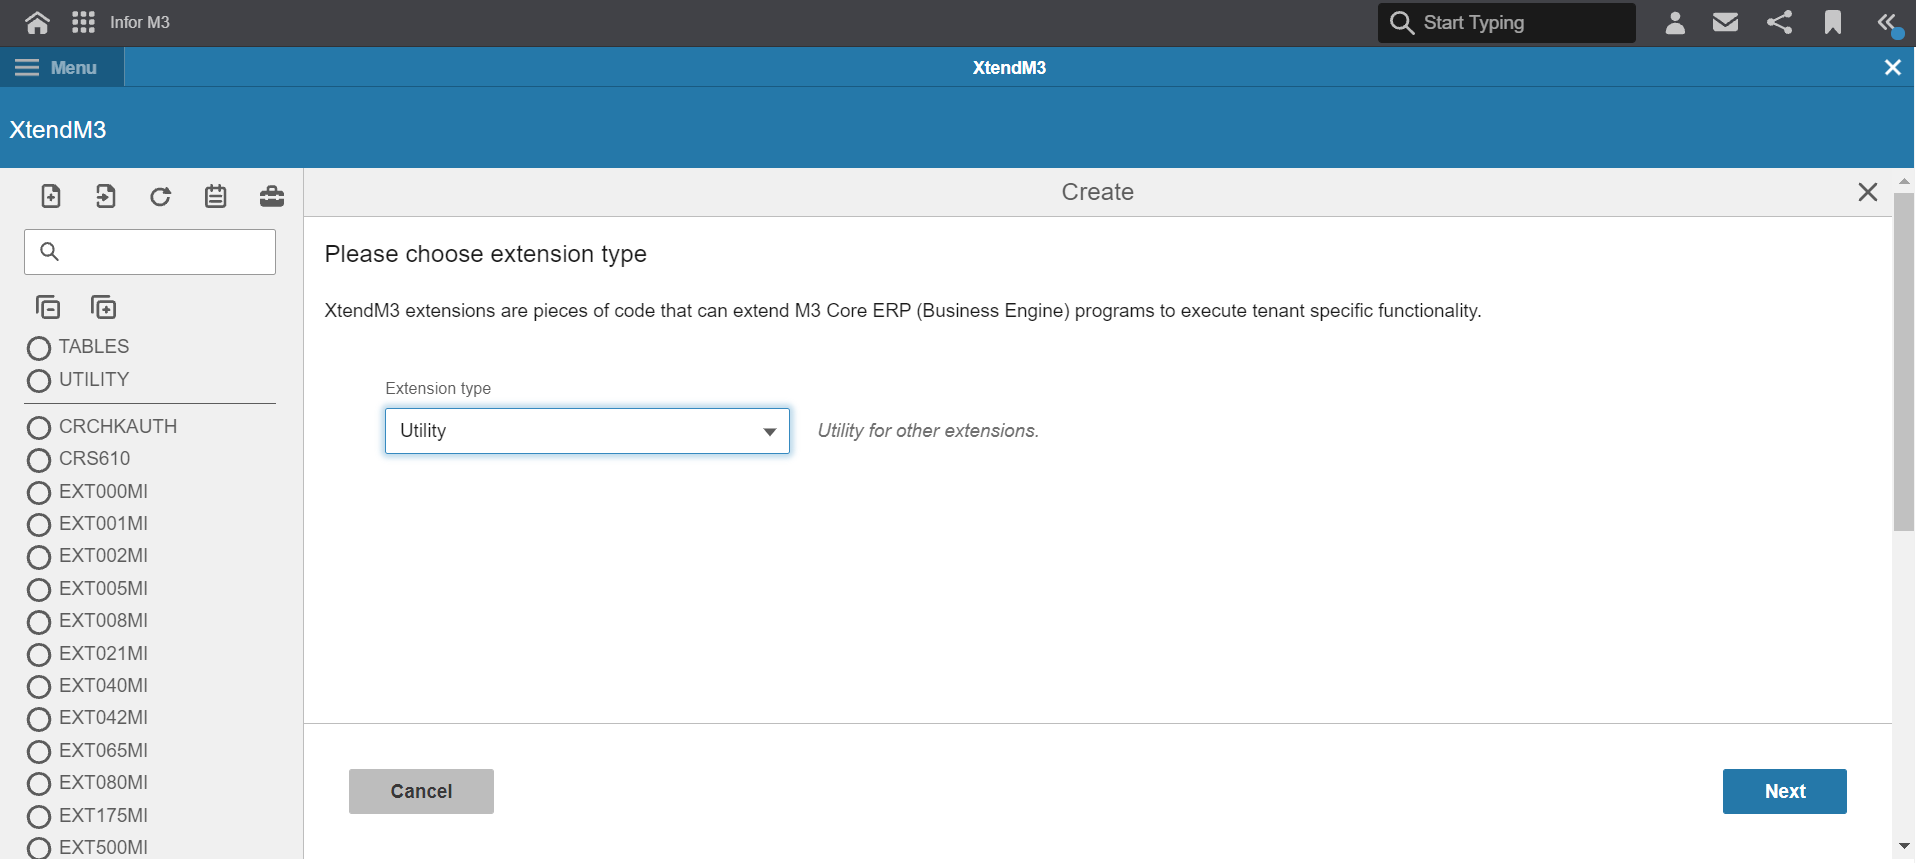 Infor M3
Start Typing
Menu
XtendM3
XtendM3
Create
Please choose extension type
XtendM3 extensions are pieces of code that can extend M3 Core ERP (Business Engine) programs to execute tenant specific functionality.
TABLES
UTILITY
Extension type
Utility
Utility for other extensions.
CRCHKAUTH
CRS610
EXT000MI
EXT001MI
EXT002MI
EXT005MI
EXT008MI
EXT021MI
EXT040MI
EXT042MI
EXT065MI
EXT080MI
EXT175MI
EXT500MI
Cancel
Next